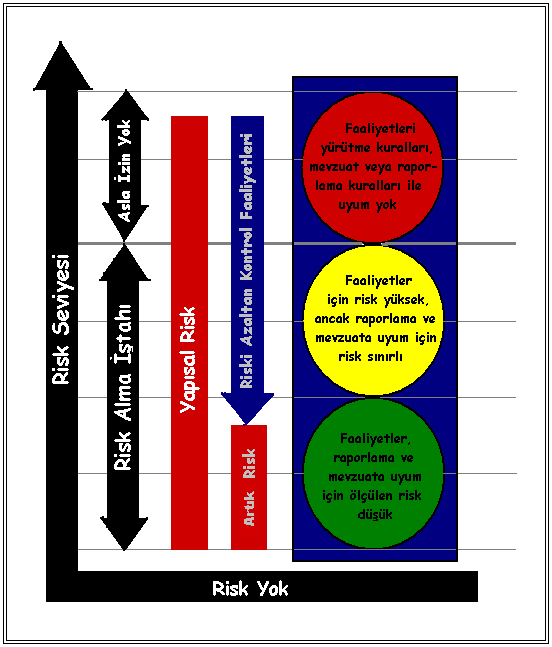 Risk Seviyesi
Asla İzin Yok
Risk Alma İştahı
Yapısal Risk
Riski Azaltan Kontrol Faaliyetleri
Artık Risk
Faaliyetleri
yürütme kuralları,
mevzuat veya rapor-
lama kuralları ile
uyum yok
Faaliyetler
için risk yüksek,
ancak raporlama ve
mevzuata uyum için
risk sınırlı
Faaliyetler,
raporlama ve
mevzuata uyum
için ölçülen risk
düşük
Risk Yok